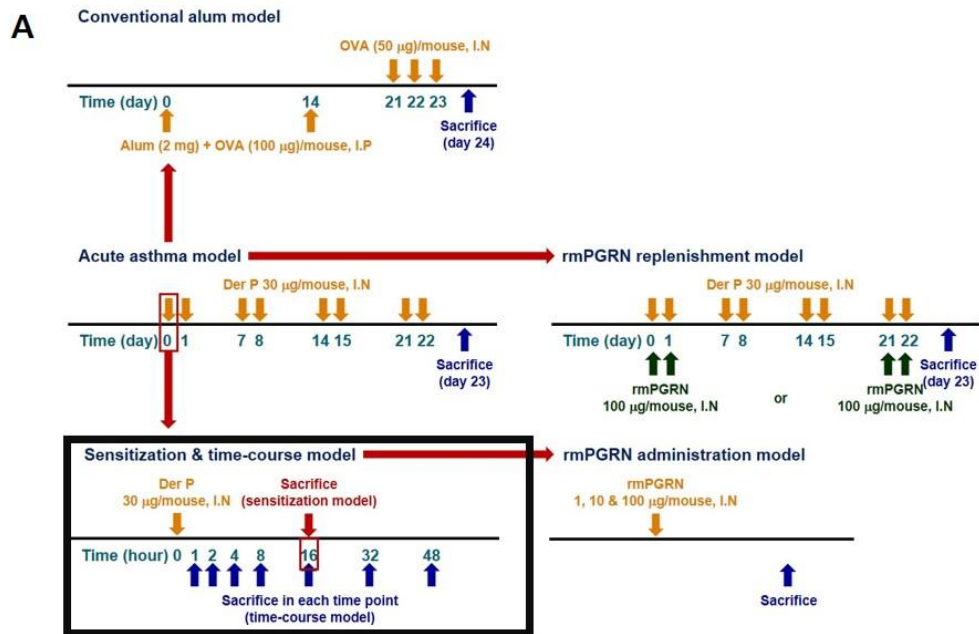 A
Conventional alum model
OVA (50 μg)/mouse, I.N
Time (day) 0 14 21 22 23
Sacrifice
(day 24)
Alum (2 mg) + OVA (100 μg)/mouse, I.P
Acute asthma model
Der P 30 μg/mouse, I.N
Time (day) 0 1 7 8 14 15 21 22
Sacrifice
(day 23)
rmPGRN replenishment model
Der P 30 μg/mouse, I.N
Time (day) 0 1 7 8 14 15 21 22
Sacrifice
(day 23)
rmPGRN
100 μg/mouse, I.N
or
rmPGRN
100 μg/mouse, I.N
Sensitization & time-course model
Der P
30 μg/mouse, I.N
Sacrifice
(sensitization model)
Time (hour) 0 1 2 4 8 16 32 48
Sacrifice in each time point
(time-course model)
rmPGRN administration model
rmPGRN
1, 10 & 100 μg/mouse, I.N
Sacrifice